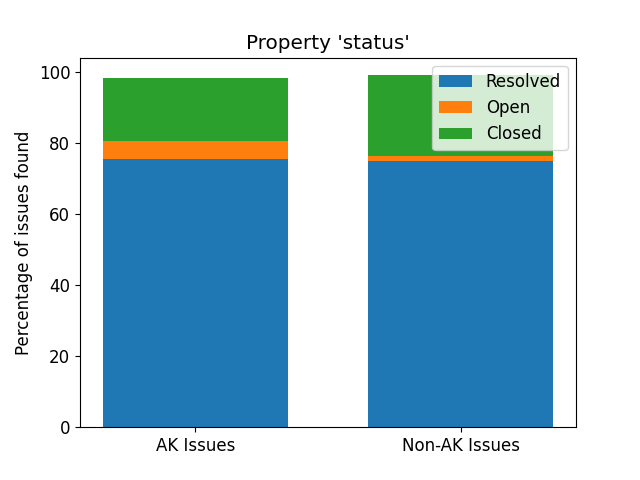 Property 'status'
Percentage of issues found
100
80
60
40
20
0
Resolved
Open
Closed
AK Issues
Non-AK Issues